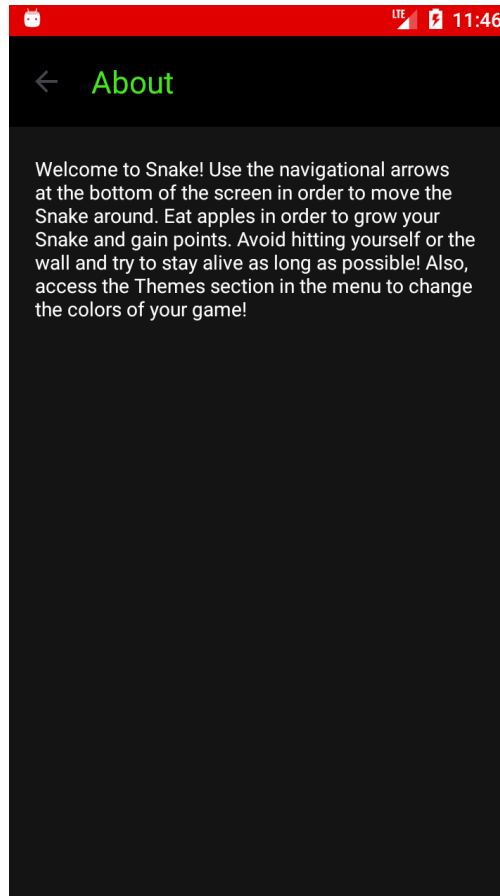 LTE 11:46
About
Welcome to Snake! Use the navigational arrows
at the bottom of the screen in order to move the
Snake around. Eat apples in order to grow your
Snake and gain points. Avoid hitting yourself or the
wall and try to stay alive as long as possible! Also,
access the Themes section in the menu to change
the colors of your game!